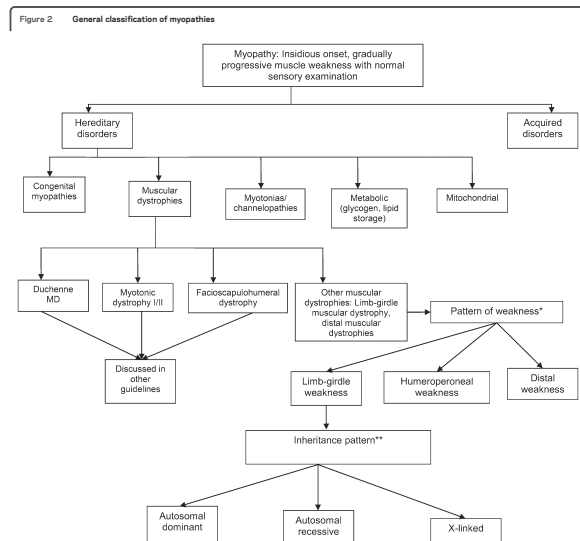 Figure 2 General classification of myopathies
Myopathy: Insidious onset, gradually
progressive muscle weakness with normal
sensory examination
Hereditary
disorders
Acquired
disorders
Congenital
myopathies
Muscular
dystrophies
Myotonias/
channelopathies
Metabolic
(glycogen, lipid
storage)
Mitochondrial
Duchenne
MD
Myotonic
dystrophy I/II
Facioscapulohumeral
dystrophy
Other muscular
dystrophies: Limb-girdle
muscular dystrophy,
distal muscular
dystrophies
Pattern of weakness*
Discussed in
other
guidelines
Limb-girdle
weakness
Humeroperoneal
weakness
Distal
weakness
Inheritance pattern**
Autosomal
dominant
Autosomal
recessive
X-linked